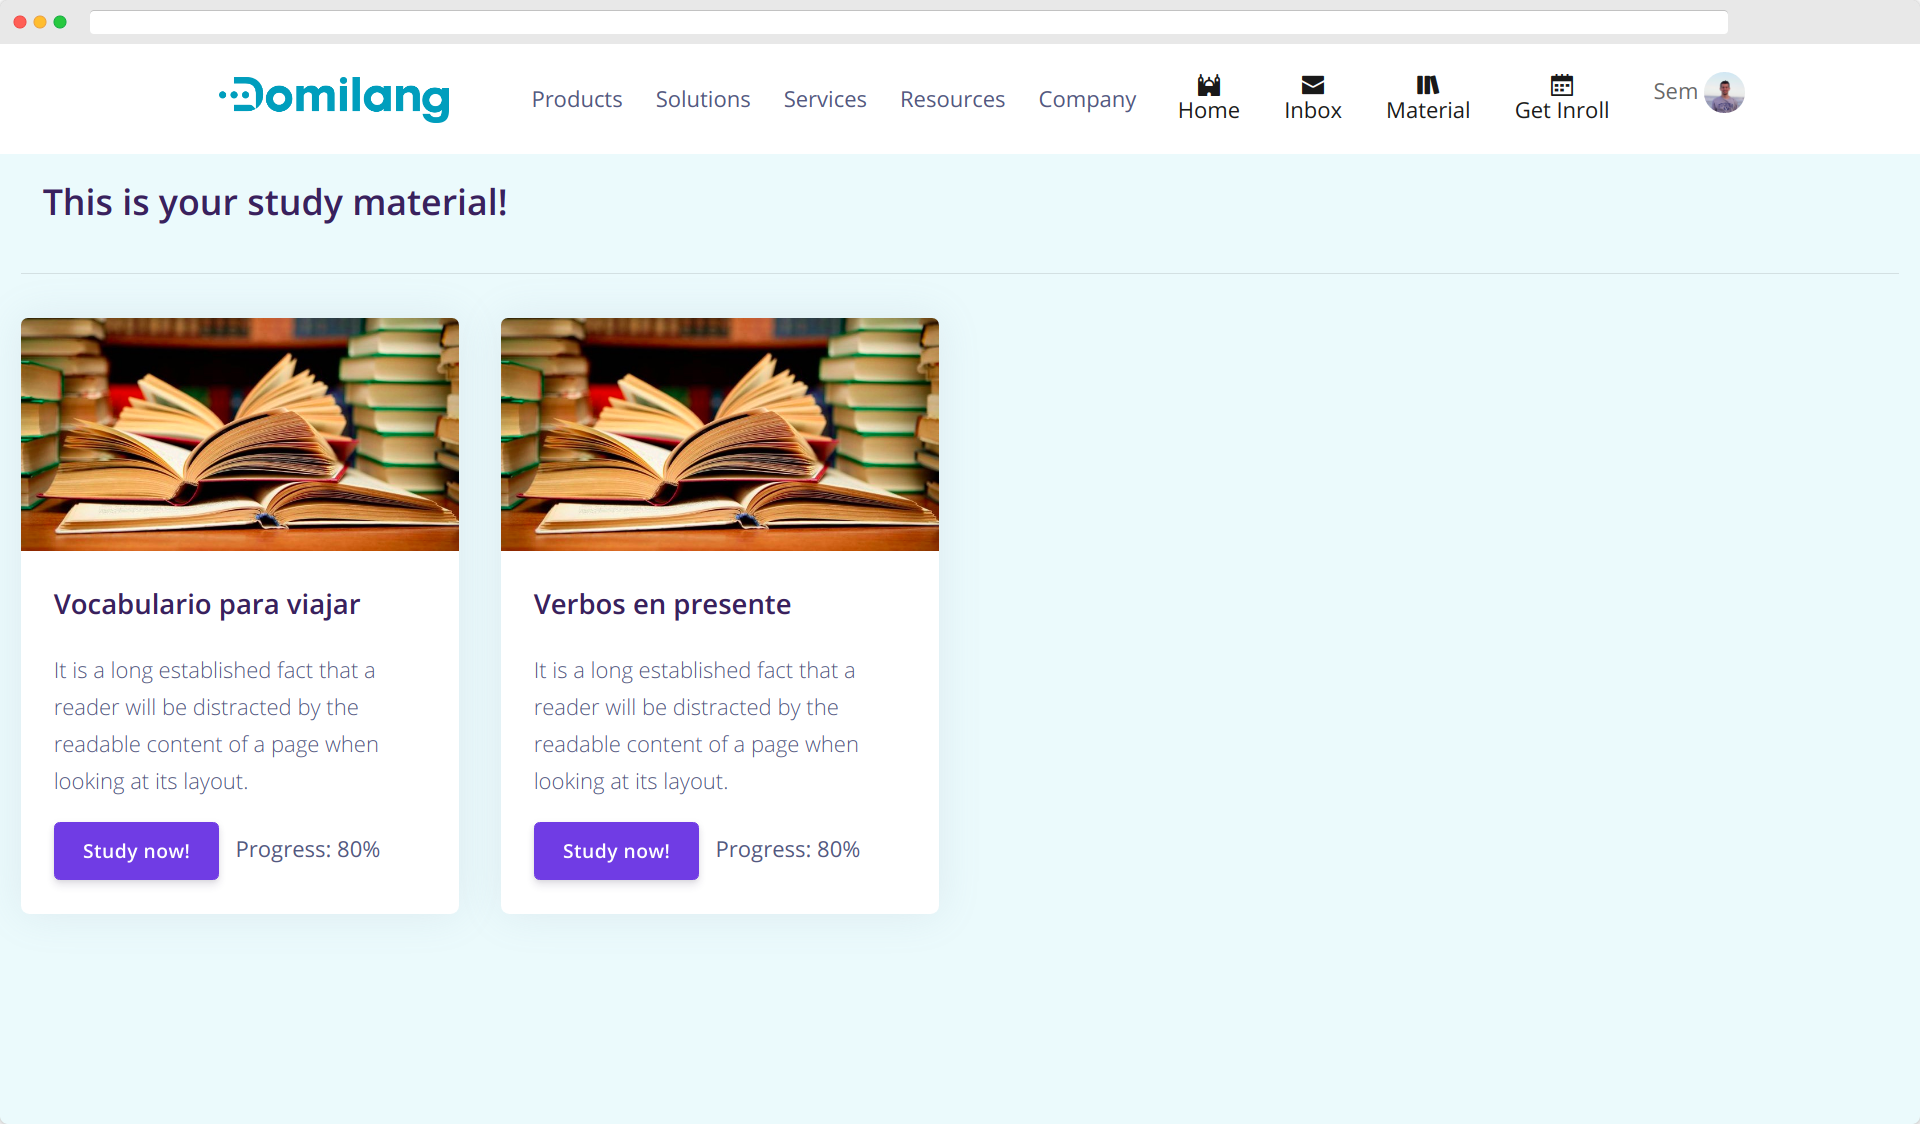 Domilang
Products Solutions Services Resources Company Home Inbox Material Get Inroll Sem
This is your study material!
Vocabulario para viajar
It is a long established fact that a
reader will be distracted by the
readable content of a page when
looking at its layout.
Study now! Progress: 80%
Verbos en presente
It is a long established fact that a
reader will be distracted by the
readable content of a page when
looking at its layout.
Study now! Progress: 80%